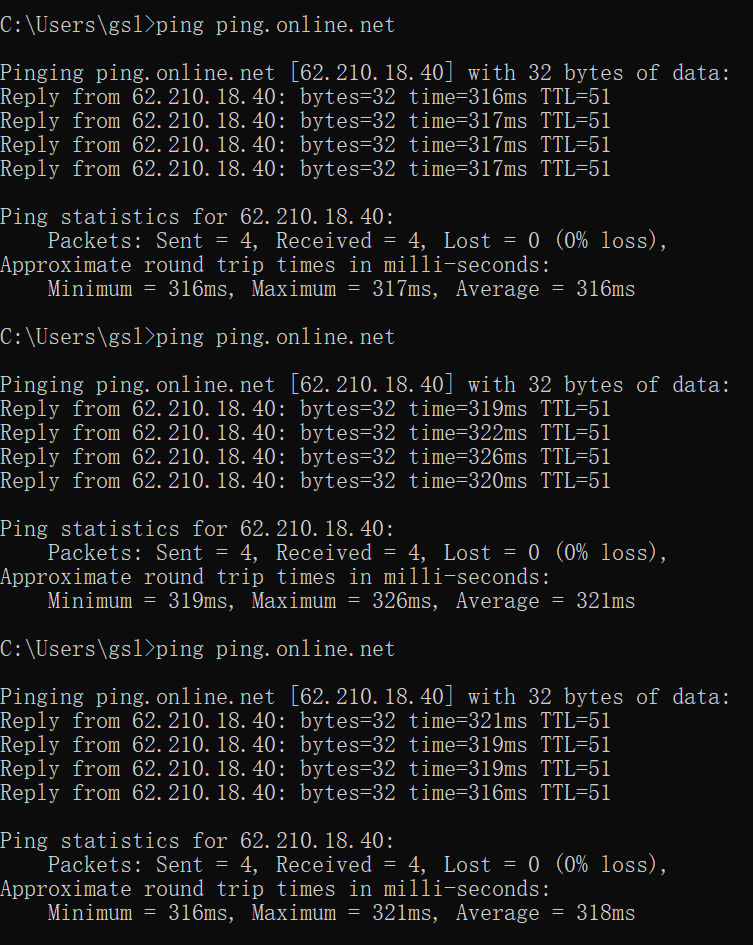 C:\Users\gsl>ping ping.online.net
Pinging ping.online.net [62.210.18.40] with 32 bytes of data:
Reply from 62.210.18.40: bytes=32 time=316ms TTL=51
Reply from 62.210.18.40: bytes=32 time=317ms TTL=51
Reply from 62.210.18.40: bytes=32 time=317ms TTL=51
Reply from 62.210.18.40: bytes=32 time=317ms TTL=51
Ping statistics for 62.210.18.40:
    Packets: Sent = 4, Received = 4, Lost = 0 (0% loss),
Approximate round trip times in milli-seconds:
    Minimum = 316ms, Maximum = 317ms, Average = 316ms
C:\Users\gsl>ping ping.online.net
Pinging ping.online.net [62.210.18.40] with 32 bytes of data:
Reply from 62.210.18.40: bytes=32 time=319ms TTL=51
Reply from 62.210.18.40: bytes=32 time=322ms TTL=51
Reply from 62.210.18.40: bytes=32 time=326ms TTL=51
Reply from 62.210.18.40: bytes=32 time=320ms TTL=51
Ping statistics for 62.210.18.40:
    Packets: Sent = 4, Received = 4, Lost = 0 (0% loss),
Approximate round trip times in milli-seconds:
    Minimum = 319ms, Maximum = 326ms, Average = 321ms
C:\Users\gsl>ping ping.online.net
Pinging ping.online.net [62.210.18.40] with 32 bytes of data:
Reply from 62.210.18.40: bytes=32 time=321ms TTL=51
Reply from 62.210.18.40: bytes=32 time=319ms TTL=51
Reply from 62.210.18.40: bytes=32 time=319ms TTL=51
Reply from 62.210.18.40: bytes=32 time=316ms TTL=51
Ping statistics for 62.210.18.40:
    Packets: Sent = 4, Received = 4, Lost = 0 (0% loss),
Approximate round trip times in milli-seconds:
    Minimum = 316ms, Maximum = 321ms, Average = 318ms